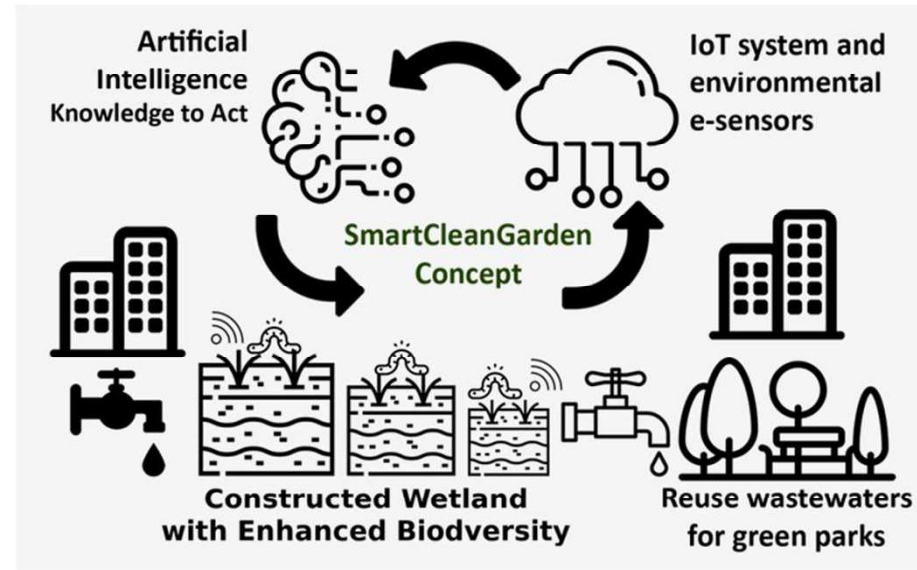 Artificial
Intelligence
Knowledge to Act
IoT system and
environmental
e-sensors
SmartCleanGarden
Concept
Constructed Wetland
with Enhanced Biodversity
Reuse wastewaters
for green parks